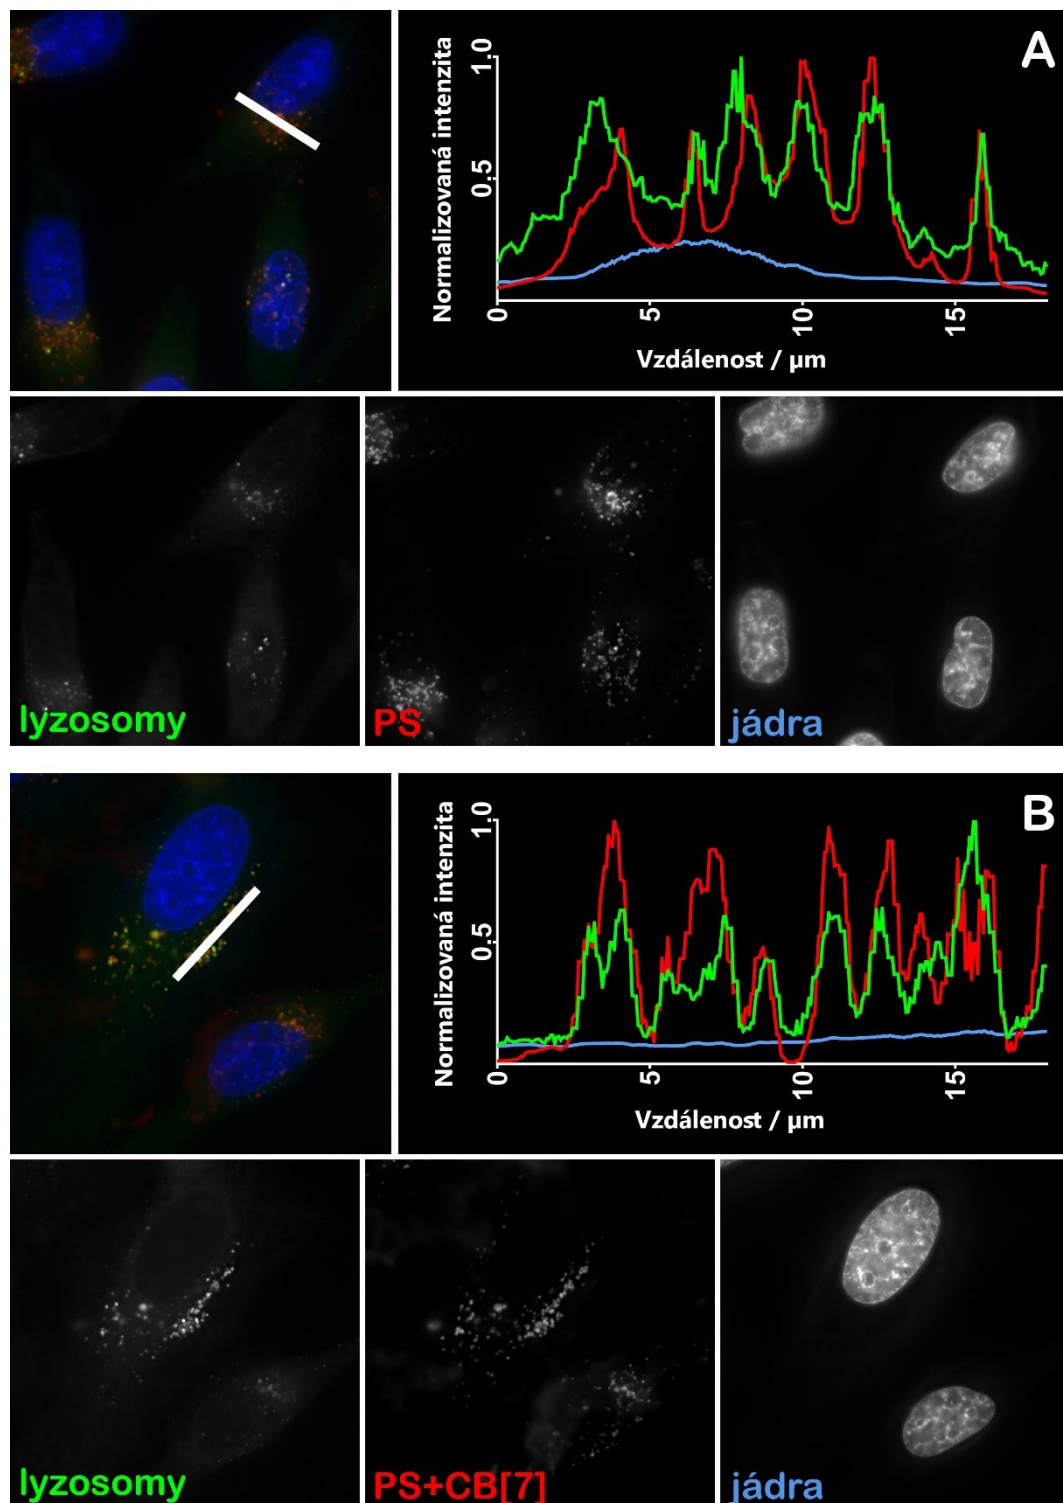 A
Normalizovaná intenzita
1.0
0.5
0
5
10
15
Vzdálenost / µm
lyzosomy
PS
jádra
B
Normalizovaná intenzita
1.0
0.5
0
5
10
15
Vzdálenost / µm
lyzosomy
PS+CB[7]
jádra